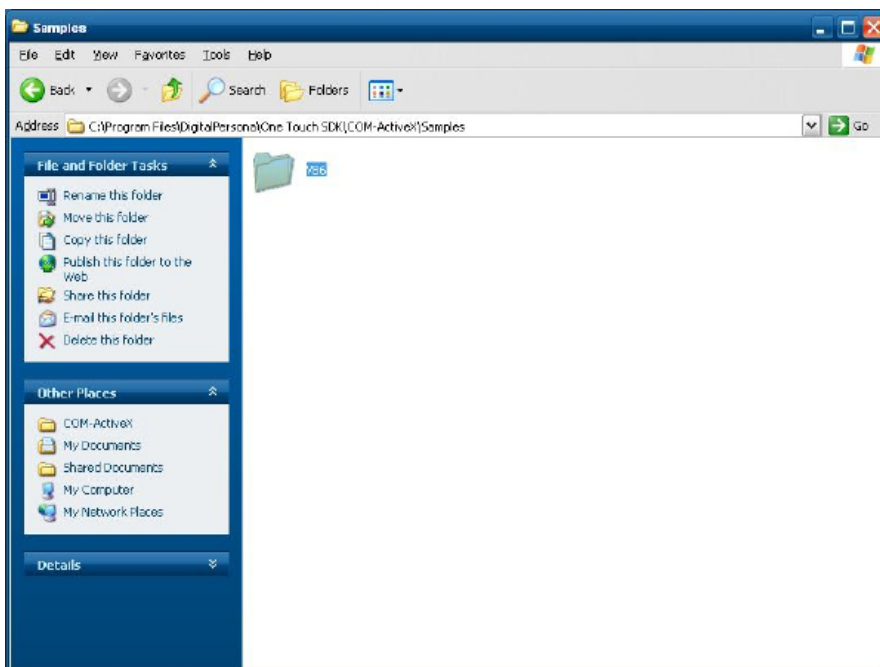 Samples
File Edit View Favorites Tools Help
Back Search Folders
Address C:\Program Files\DigitalPersona\One Touch SDK\COM-ActiveX\Samples Go
File and Folder Tasks
Rename this folder
Move this folder
Copy this folder
Publish this folder to the
Web
Share this folder
E-mail this folder's files
Delete this folder
x86
Other Places
COM-ActiveX
My Documents
Shared Documents
My Computer
My Network Places
Details